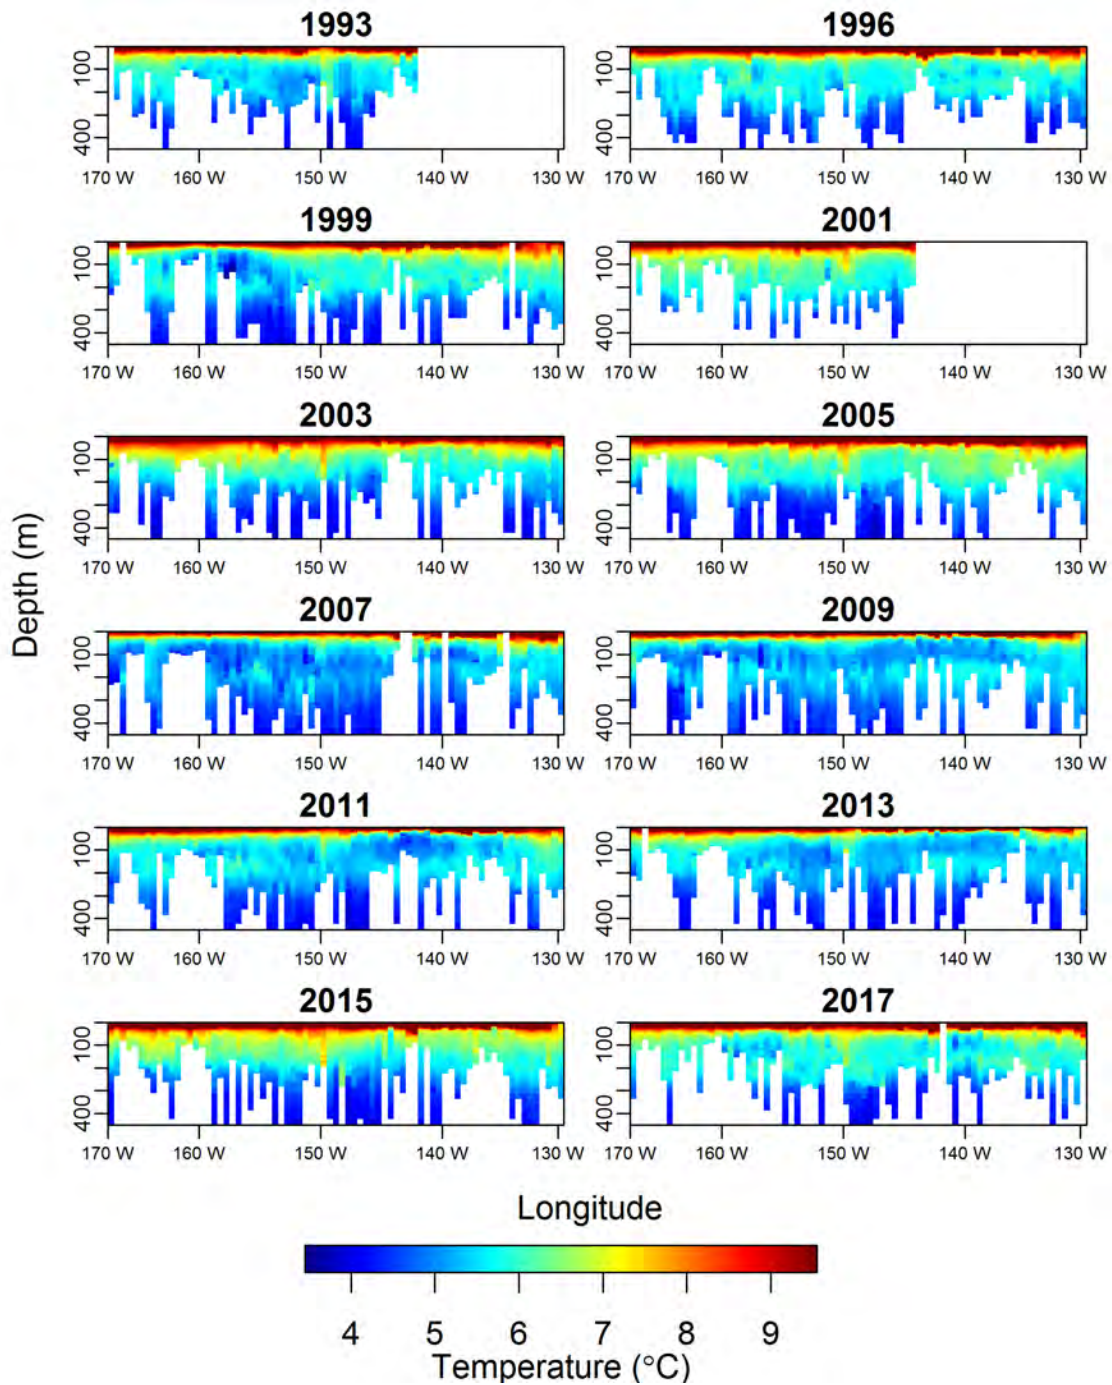 1993 1996
100 400 100 400
170 W 160 W 150 W 140 W 130 W 170 W 160 W 150 W 140 W 130 W
1999 2001
100 400 100 400
170 W 160 W 150 W 140 W 130 W 170 W 160 W 150 W 140 W 130 W
2003 2005
100 400 100 400
170 W 160 W 150 W 140 W 130 W 170 W 160 W 150 W 140 W 130 W
Depth (m)
2007 2009
100 400 100 400
170 W 160 W 150 W 140 W 130 W 170 W 160 W 150 W 140 W 130 W
2011 2013
100 400 100 400
170 W 160 W 150 W 140 W 130 W 170 W 160 W 150 W 140 W 130 W
2015 2017
100 400 100 400
170 W 160 W 150 W 140 W 130 W 170 W 160 W 150 W 140 W 130 W
Longitude
4 5 6 7 8 9
Temperature (°C)